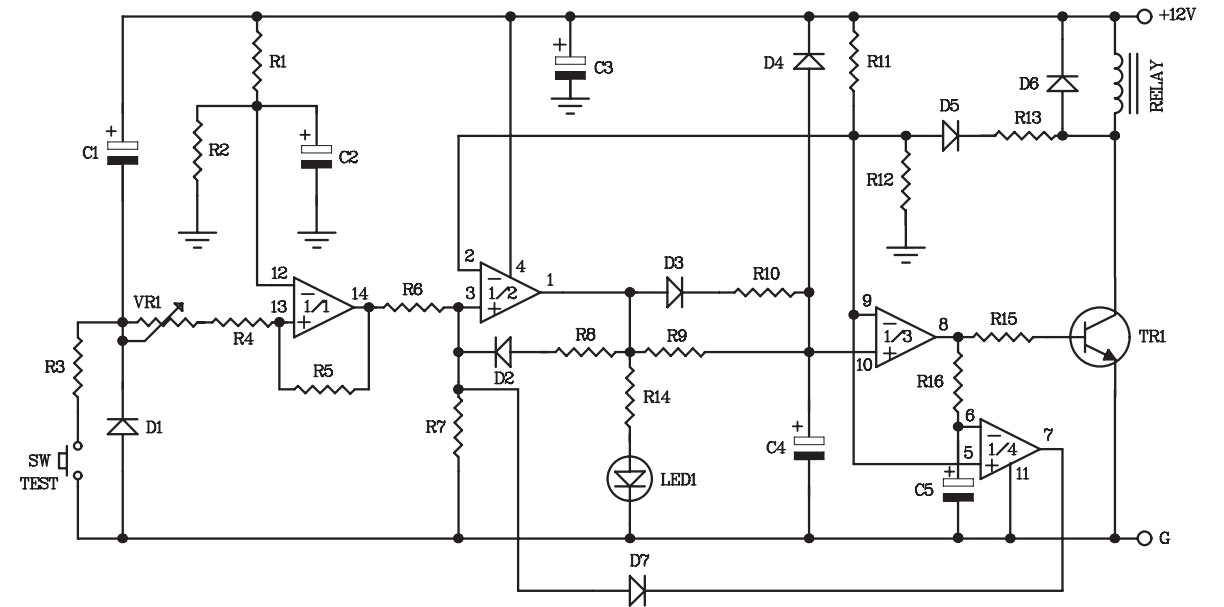 +12V
R1
C3
D4
R11
D6
RELAY
D5
R13
+
C1
R2
+
C2
+
R12
12
13
14
1/1
VR1
R4
R5
R6
2
3
4
1
1/2
D3
R10
R3
D1
SW
TEST
D2
R8
R9
R7
R14
LED1
9
10
8
1/3
R15
TR1
R16
C4
+
6
5
7
11
1/4
C5
+
G
D7